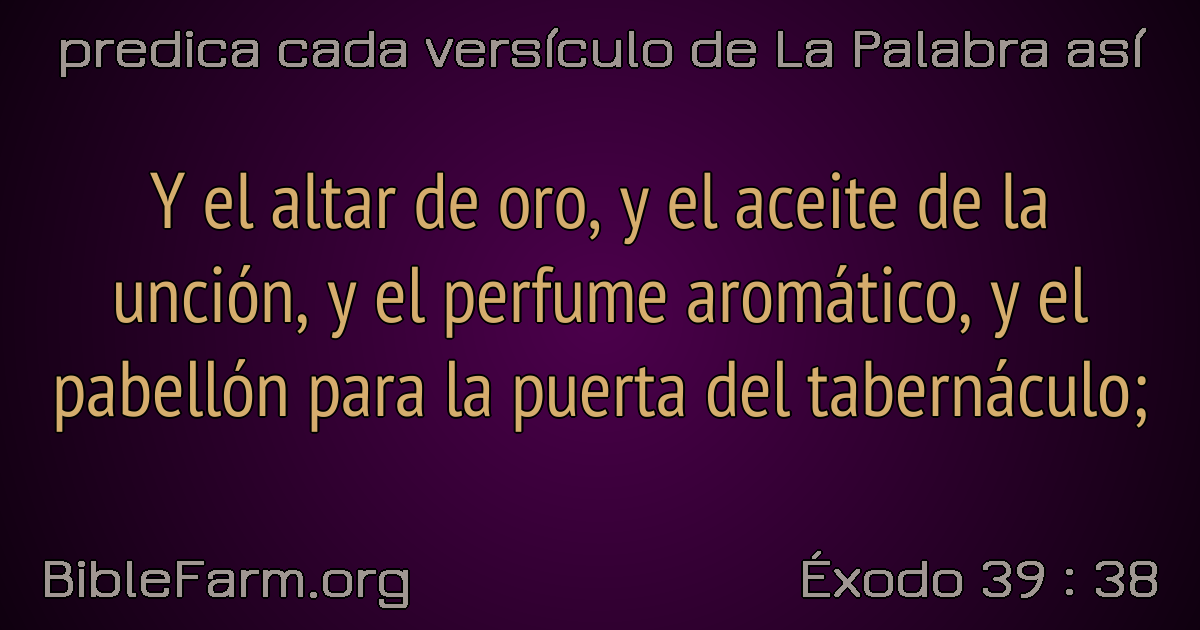 predica cada versículo de La Palabra así
Y el altar de oro, y el aceite de la
unción, y el perfume aromático, y el
pabellón para la puerta del tabernáculo;
BibleFarm.org
Éxodo 39 : 38